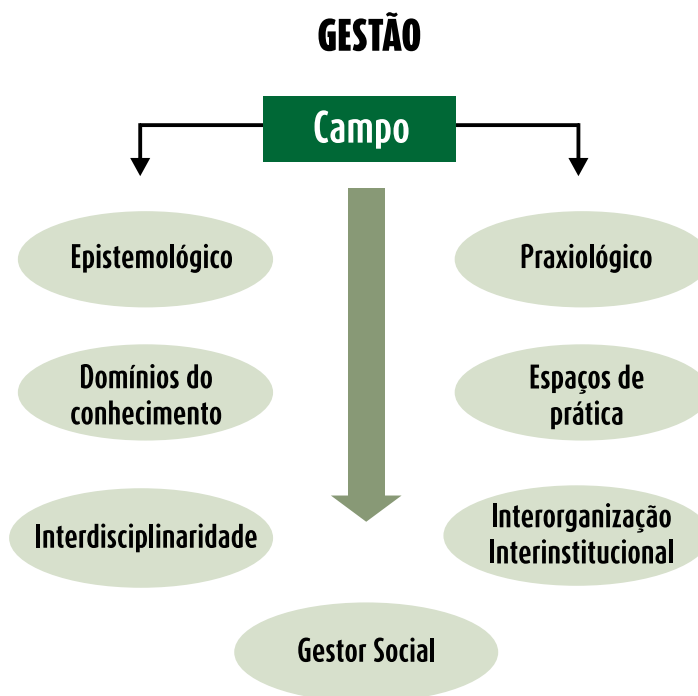 GESTÃO
Campo
Epistemológico
Praxiológico
Domínios do
conhecimento
Espaços de
prática
Interdisciplinaridade
Interorganização
Interinstitucional
Gestor Social